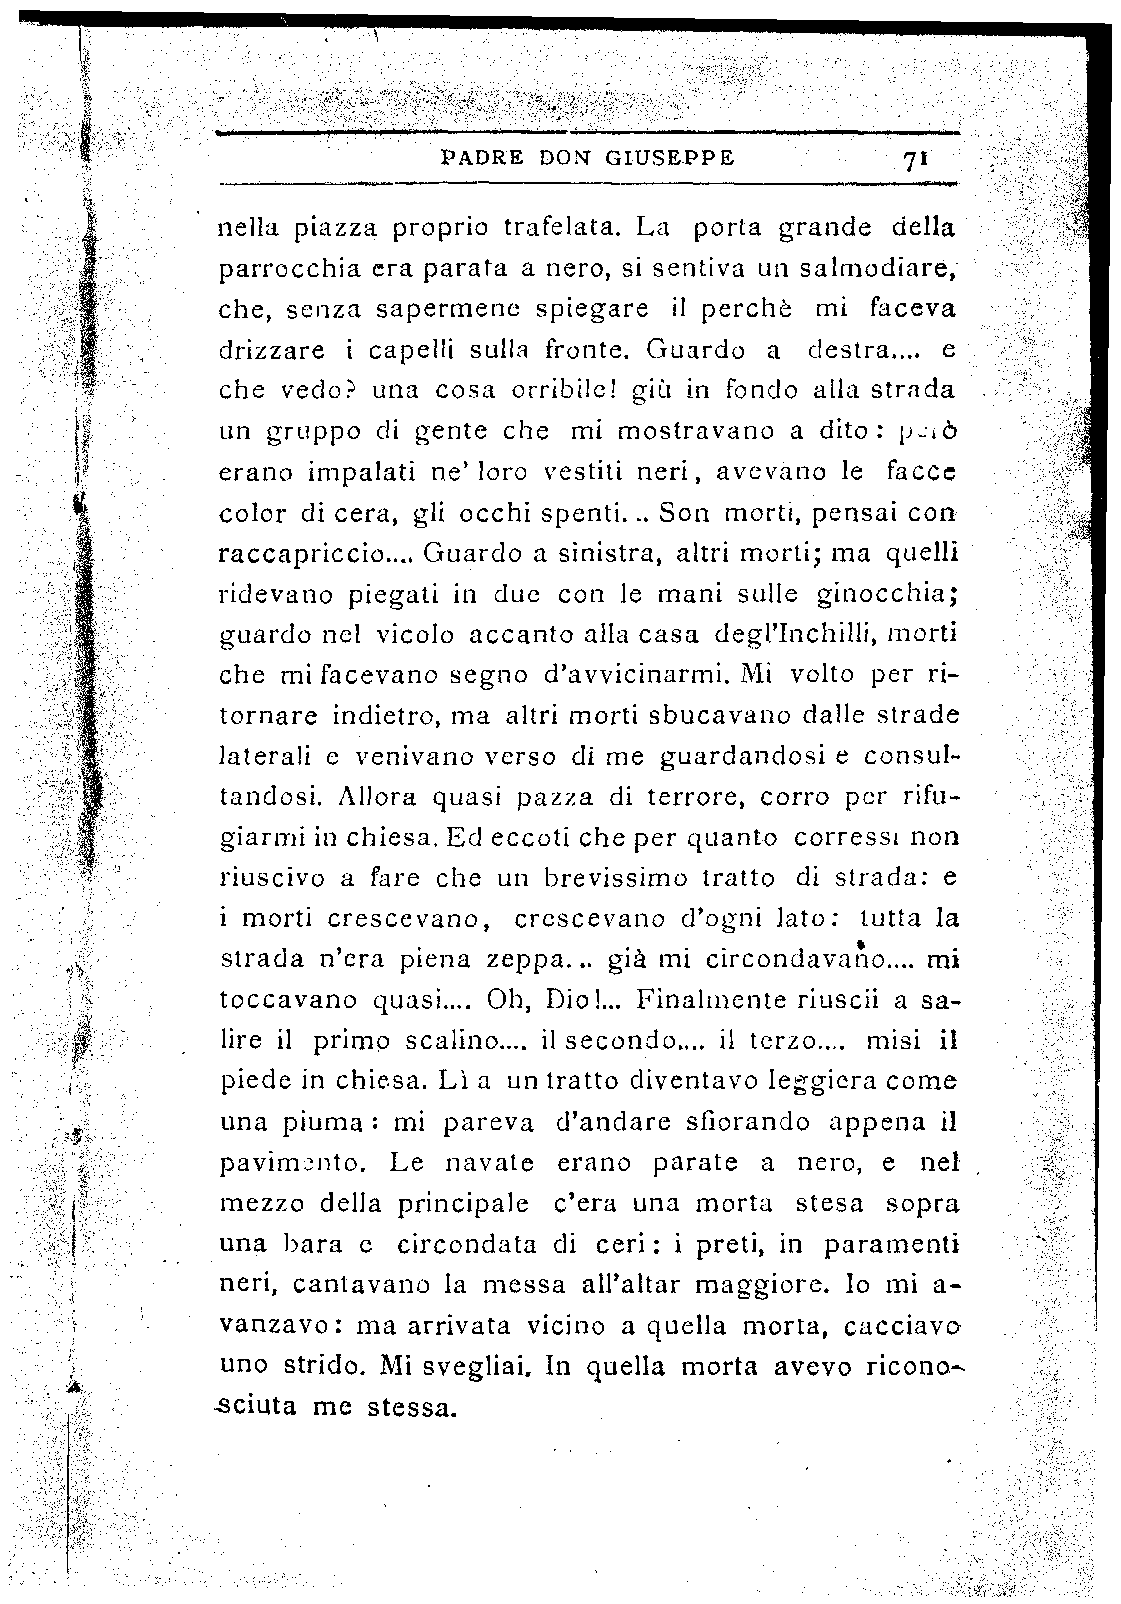 PADRE DON GIUSEPPE 71
nella piazza proprio trafelata. La porta grande della
parrocchia era parata a nero, si sentiva un salmodiare,
che, senza sapermene spiegare il perchè mi faceva
drizzare i capelli sulla fronte. Guardo a destra.... e
che vedo? una cosa orribile! giù in fondo alla strada
un gruppo di gente che mi mostravano a dito: però
erano impalati ne' loro vestiti neri, avevano le facce
color di cera, gli occhi spenti... Son morti, pensai con
raccapriccio.... Guardo a sinistra, altri morti; ma quelli
ridevano piegati in due con le mani sulle ginocchia;
guardo nel vicolo accanto alla casa degl'Inchilli, morti
che mi facevano segno d'avvicinarmi. Mi volto per ri-
tornare indietro, ma altri morti sbucavano dalle strade
laterali e venivano verso di me guardandosi e consul-
tandosi. Allora quasi pazza di terrore, corro per rifu-
giarmi in chiesa. Ed eccoti che per quanto corressi non
riuscivo a fare che un brevissimo tratto di strada: e
i morti crescevano, crescevano d'ogni lato: tutta la
strada n'era piena zeppa... già mi circondavano.... mi
toccavano quasi.... Oh, Dio!... Finalmente riuscii a sa-
lire il primo scalino.... il secondo.... il terzo.... misi il
piede in chiesa. Lì a un tratto diventavo leggiera come
una piuma: mi pareva d'andare sfiorando appena il
pavimento. Le navate erano parate a nero, e nel
mezzo della principale c'era una morta stesa sopra
una bara e circondata di ceri: i preti, in paramenti
neri, cantavano la messa all'altar maggiore. Io mi a-
vanzavo: ma arrivata vicino a quella morta, cacciavo
uno strido. Mi svegliai. In quella morta avevo ricono-
sciuta me stessa.